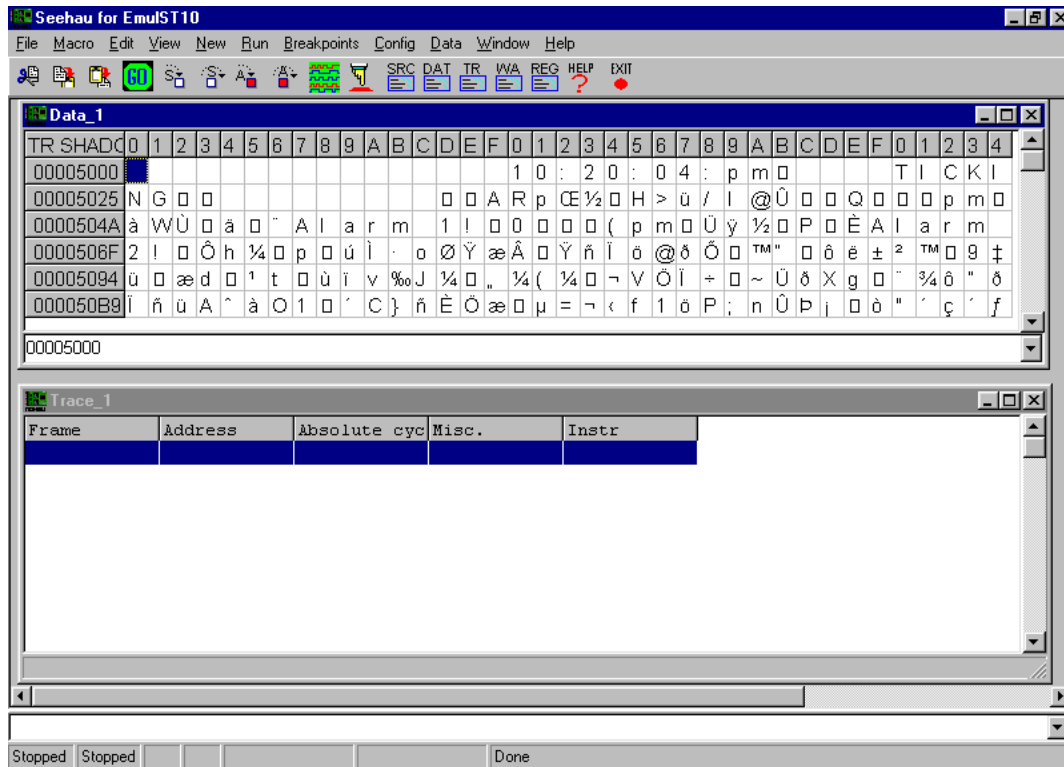 Seehau for EmulST10
File Macro Edit View New Run Breakpoints Config Data Window Help
GO S S A A SRC DAT TR WA REG HELP EXIT
Data_1
TR SHADO 0 1 2 3 4 5 6 7 8 9 A B C D E F 0 1 2 3 4 5 6 7 8 9 A B C D E F 0 1 2 3 4
00005000 1 0 : 2 0 : 0 4 : p m T I C K I
00005025 N G A R p Œ ½ H > ü / I @ Û Q p m
0000504A à W Ù ä ¨ A l a r m 1 ! 0 ( p m Ü ÿ ½ P È A l a r m
0000506F 2 ! Ô h ¼ p ú Ì · o Ø Ÿ æ Â Ÿ ñ Ï ö @ ð Õ ™ " ô ë ± ² ™ 9 ‡
00005094 ü æ d ¹ t ù ï v ‰ J ¼ „ ¼ ( ¼ ¬ V Ö Ï ÷ ~ Ü ð X g ¨ ¾ ô " ð
000050B9 Ï ñ ü A ^ à O 1 ´ C } ñ È Ö æ µ = ¬ ‹ f 1 ö P ; n Û Þ ¡ ò " ´ ç ´ ƒ
00005000
Trace_1
Frame Address Absolute cyc Misc. Instr
Stopped Stopped Done